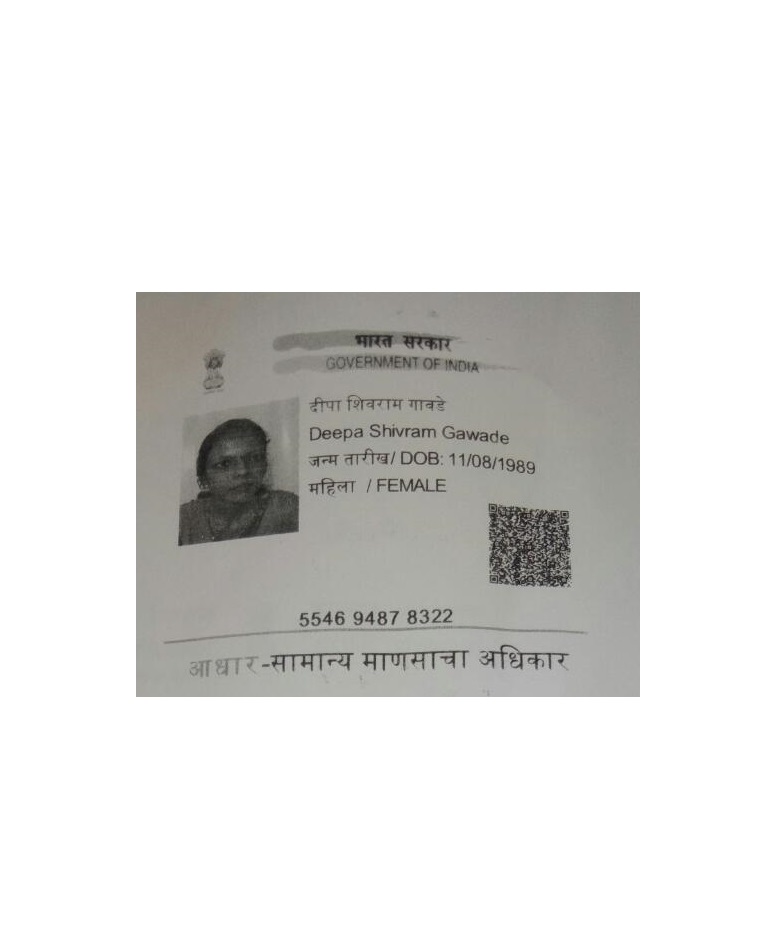 भारत सरकार
GOVERNMENT OF INDIA
दीपा शिवराम गावडे
Deepa Shivram Gawade
जन्म तारीख/ DOB: 11/08/1989
महिला / FEMALE
5546 9487 8322
आधार-सामान्य माणसाचा अधिकार